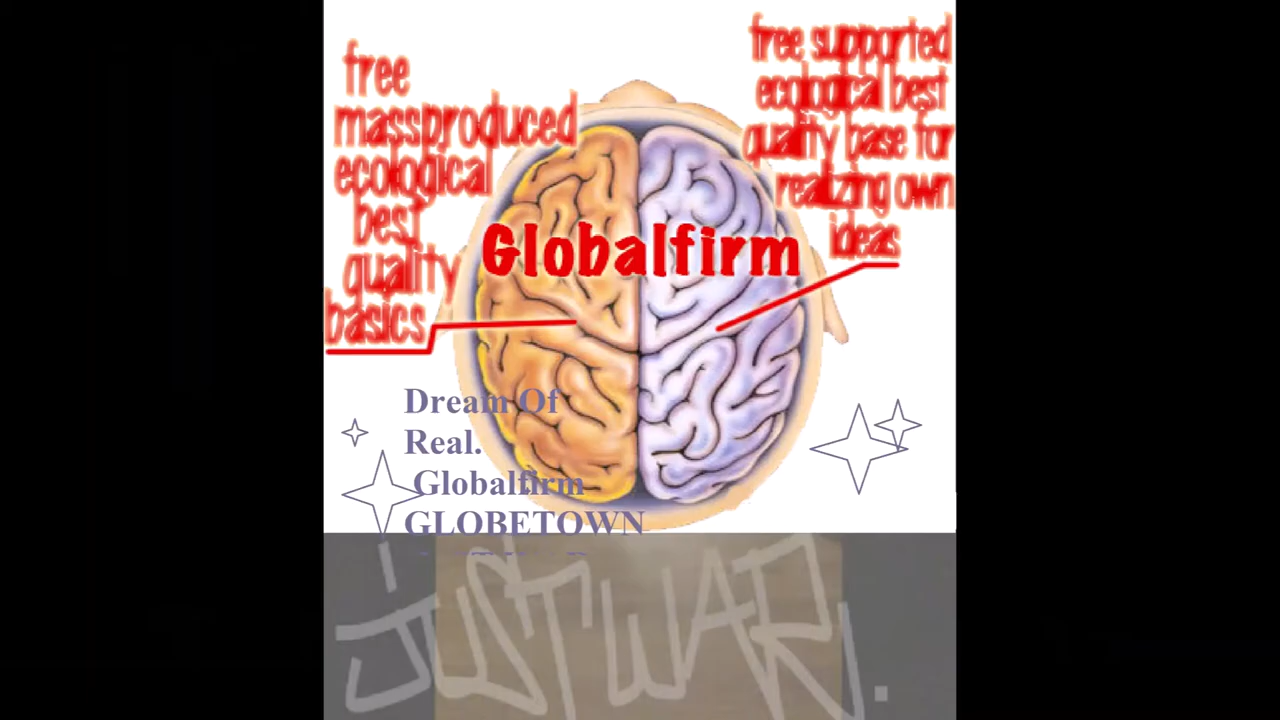 free
massproduced
ecological
best
quality
basics
free supported
ecological best
quality base for
realizing own
ideas
Globalfirm
Dream Of
Real.
Globalfirm
GLOBETOWN
JUST WAR.